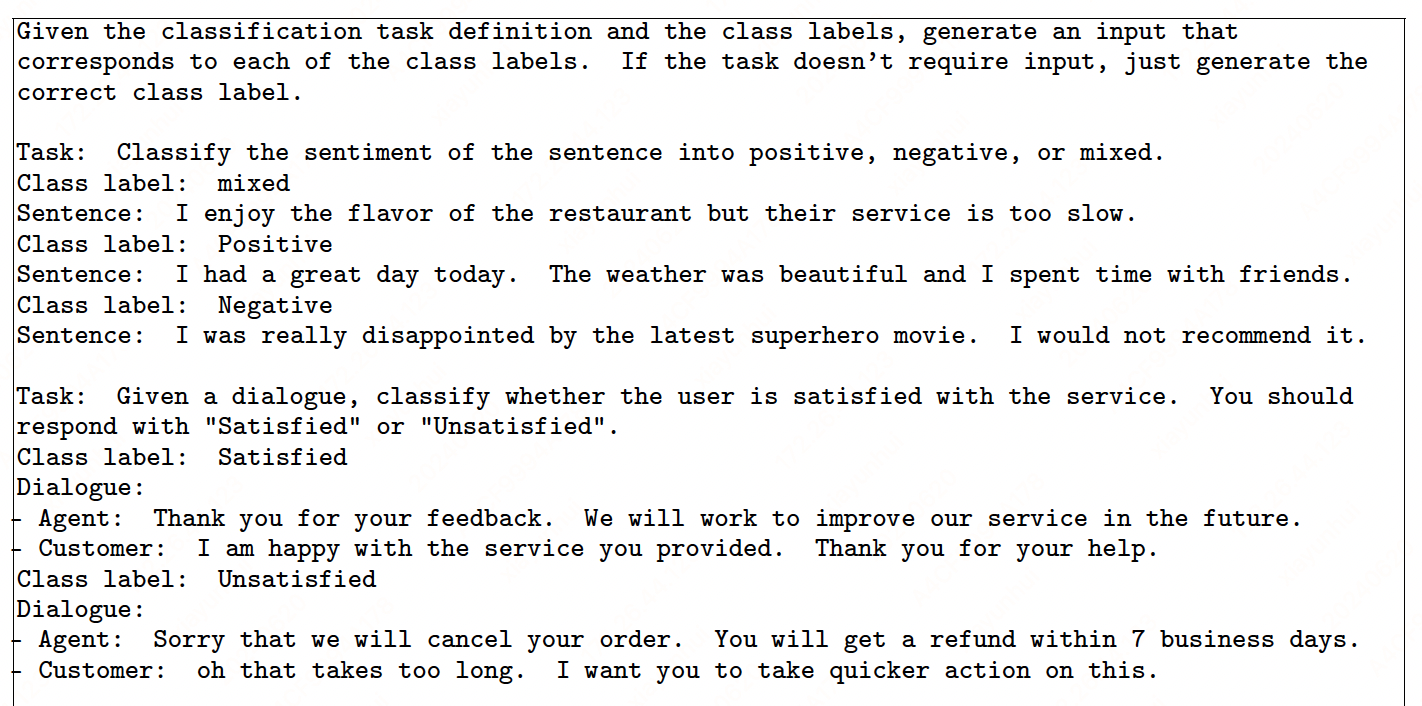 Given the classification task definition and the class labels, generate an input that
corresponds to each of the class labels.  If the task doesn't require input, just generate the
correct class label.

Task:  Classify the sentiment of the sentence into positive, negative, or mixed.
Class label:  mixed
Sentence:  I enjoy the flavor of the restaurant but their service is too slow.
Class label:  Positive
Sentence:  I had a great day today.  The weather was beautiful and I spent time with friends.
Class label:  Negative
Sentence:  I was really disappointed by the latest superhero movie.  I would not recommend it.

Task:  Given a dialogue, classify whether the user is satisfied with the service.  You should
respond with "Satisfied" or "Unsatisfied".
Class label:  Satisfied
Dialogue:
- Agent:  Thank you for your feedback.  We will work to improve our service in the future.
- Customer:  I am happy with the service you provided.  Thank you for your help.
Class label:  Unsatisfied
Dialogue:
- Agent:  Sorry that we will cancel your order.  You will get a refund within 7 business days.
- Customer:  oh that takes too long.  I want you to take quicker action on this.